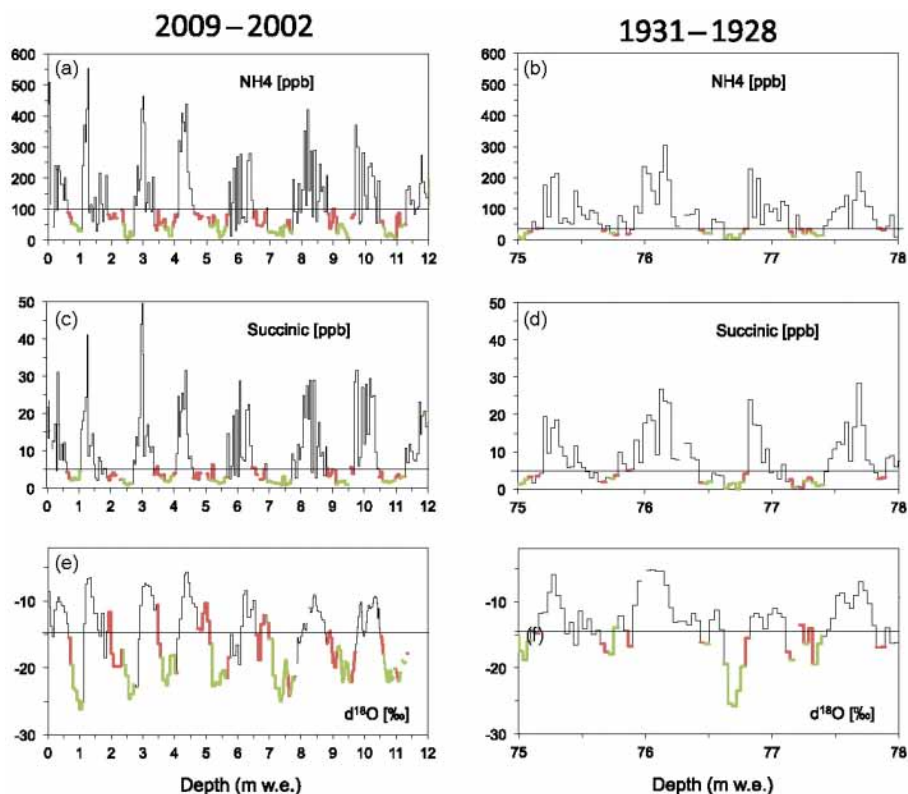 2009–2002 1931–1928
(a) NH4 [ppb]
600
500
400
300
200
100
0
0 1 2 3 4 5 6 7 8 9 10 11 12
(b) NH4 [ppb]
600
500
400
300
200
100
0
75 76 77 78
(c) Succinic [ppb]
50
40
30
20
10
0
0 1 2 3 4 5 6 7 8 9 10 11 12
(d) Succinic [ppb]
50
40
30
20
10
0
75 76 77 78
(e)
-10
-20
-30
d¹⁸O [‰]
0 1 2 3 4 5 6 7 8 9 10 11 12
Depth (m w.e.)
-10
(f)
-20
-30
d¹⁸O [‰]
75 76 77 78
Depth (m w.e.)